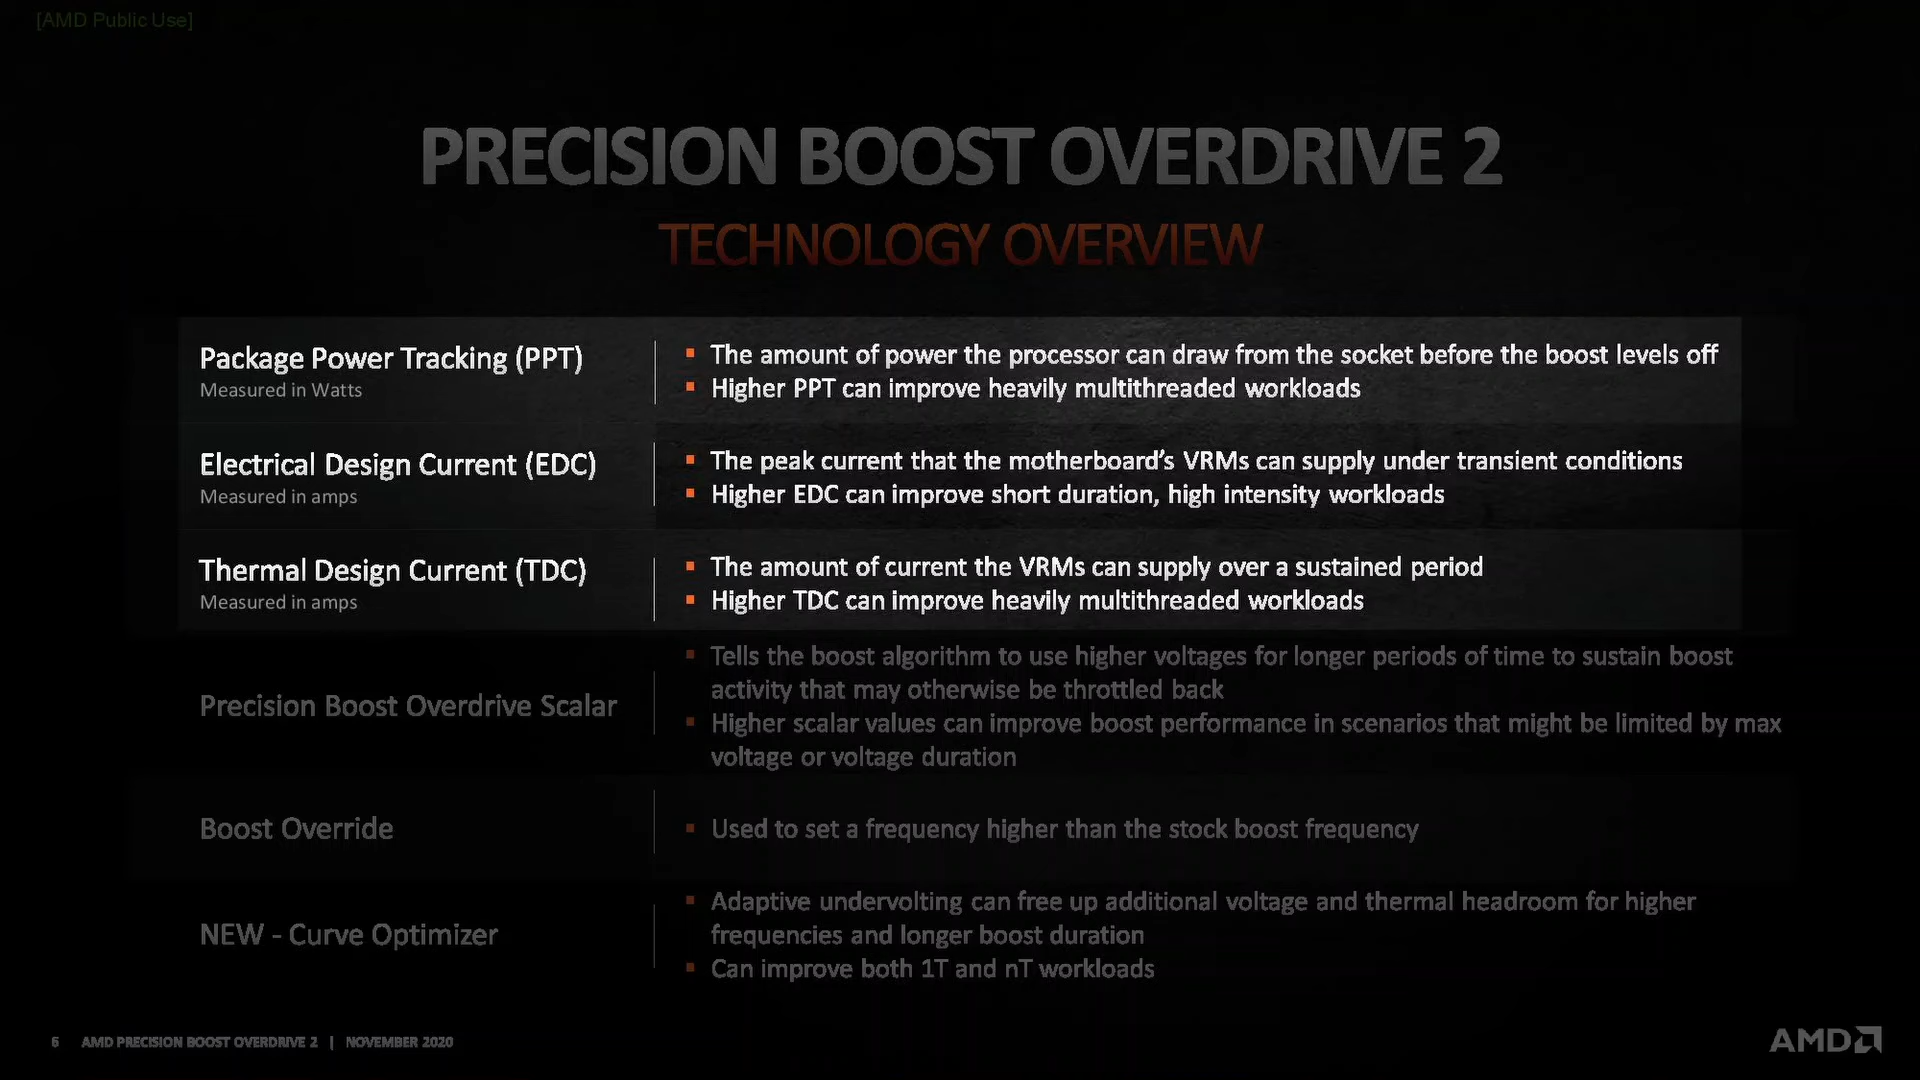 [AMD Public Use]
PRECISION BOOST OVERDRIVE 2
TECHNOLOGY OVERVIEW
Package Power Tracking (PPT)
Measured in Watts
▪ The amount of power the processor can draw from the socket before the boost levels off
▪ Higher PPT can improve heavily multithreaded workloads
Electrical Design Current (EDC)
Measured in amps
▪ The peak current that the motherboard’s VRMs can supply under transient conditions
▪ Higher EDC can improve short duration, high intensity workloads
Thermal Design Current (TDC)
Measured in amps
▪ The amount of current the VRMs can supply over a sustained period
▪ Higher TDC can improve heavily multithreaded workloads
Precision Boost Overdrive Scalar
▪ Tells the boost algorithm to use higher voltages for longer periods of time to sustain boost
activity that may otherwise be throttled back
▪ Higher scalar values can improve boost performance in scenarios that might be limited by max
voltage or voltage duration
Boost Override
▪ Used to set a frequency higher than the stock boost frequency
NEW - Curve Optimizer
▪ Adaptive undervolting can free up additional voltage and thermal headroom for higher
frequencies and longer boost duration
▪ Can improve both 1T and nT workloads
6 AMD PRECISION BOOST OVERDRIVE 2 | NOVEMBER 2020
AMD